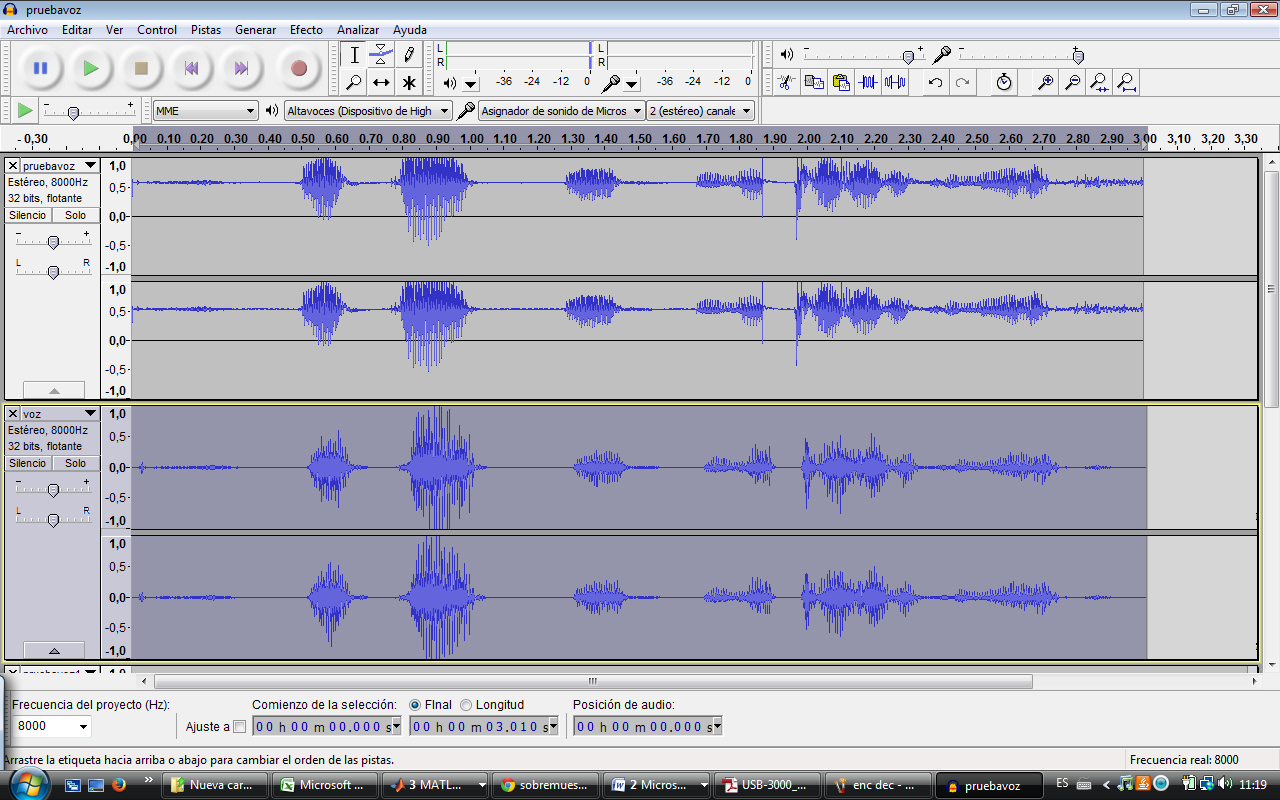 pruebavoz
Archivo Editar Ver Control Pistas Generar Efecto Analizar Ayuda
L
R
-36 -24 -12 0
L
R
-36 -24 -12 0
MME
Altavoces (Dispositivo de High
Asignador de sonido de Micros
2 (estéreo) canale
- 0,30 0,00 0,10 0,20 0,30 0,40 0,50 0,60 0,70 0,80 0,90 1,00 1,10 1,20 1,30 1,40 1,50 1,60 1,70 1,80 1,90 2,00 2,10 2,20 2,30 2,40 2,50 2,60 2,70 2,80 2,90 3,00 3,10 3,20 3,30
pruebavoz
Estéreo, 8000Hz
32 bits, flotante
Silencio Solo
- +
L R
1,0
0,5-
0,0-
-0,5-
-1,0
1,0
0,5-
0,0-
-0,5-
-1,0
voz
Estéreo, 8000Hz
32 bits, flotante
Silencio Solo
- +
L R
1,0
0,5-
0,0-
-0,5-
-1,0
1,0
0,5-
0,0-
-0,5-
-1,0
1,0
Frecuencia del proyecto (Hz):
8000
Ajuste a
Comienzo de la selección:
00 h 00 m 00.000 s
FInal Longitud
00 h 00 m 03.010 s
Posición de audio:
00 h 00 m 00.000 s
Arrastre la etiqueta hacia arriba o abajo para cambiar el orden de las pistas.
Frecuencia real: 8000
Nueva car...
Microsoft ...
3 MATL...
sobremues...
2 Micros...
USB-3000_...
enc dec - ...
pruebavoz
ES
11:19